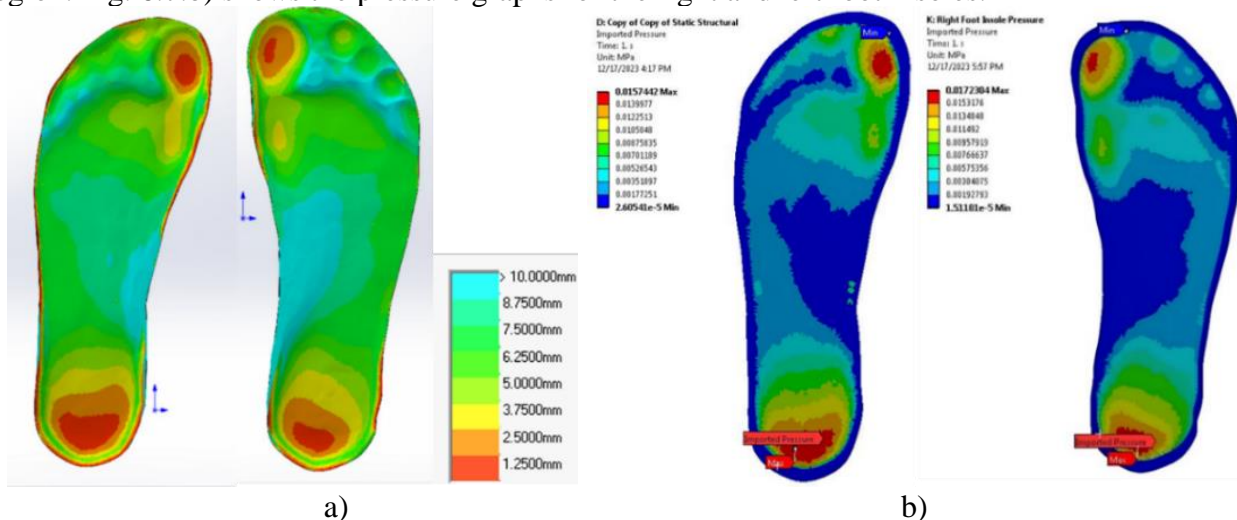 D: Copy of Copy of Static Structural
Imported Pressure
Time: 1. s
Unit: MPa
12/17/2023 4:17 PM
0.0157442 Max
0.0139977
0.0122513
0.0105048
0.00875835
0.00701189
0.00526543
0.00351897
0.00177251
2.60541e-5 Min
Min
Imported Pressure
Max
K: Right Foot Insole Pressure
Imported Pressure
Time: 1. s
Unit: MPa
12/17/2023 5:57 PM
0.0172304 Max
0.0153176
0.0134048
0.011492
0.00957919
0.00766637
0.00575356
0.00384075
0.00192793
1.51181e-5 Min
Min
Imported Pressure
Max
> 10.0000mm
8.7500mm
7.5000mm
6.2500mm
5.0000mm
3.7500mm
2.5000mm
1.2500mm
a)
b)